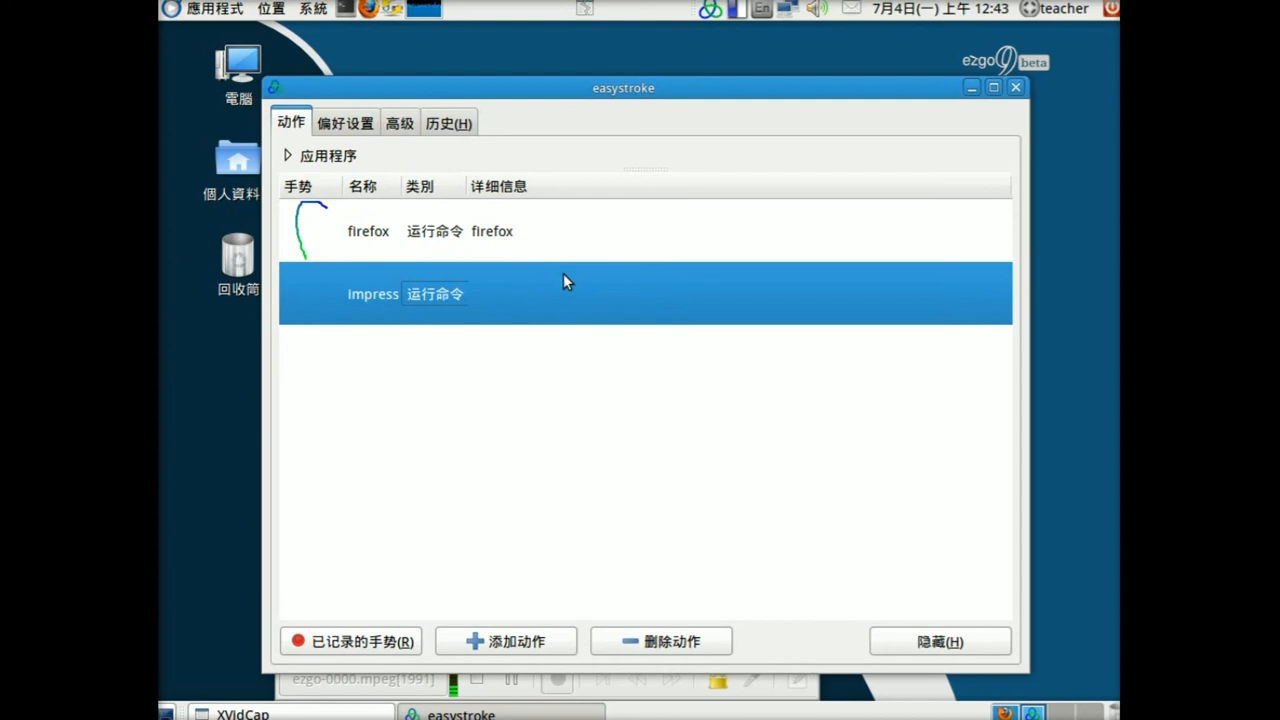 應用程式 位置 系統 En 7月4日(一) 上午 12:43 teacher
ezgo9 beta
電腦
個人資料
回收筒
easystroke
动作 偏好设置 高级 历史(H)
应用程序
手势 名称 类别 详细信息
firefox 运行命令 firefox
Impress 运行命令
已记录的手势(R) 添加动作 删除动作 隐藏(H)
ezgo-0000.mpeg[1991]
XVidCap easystroke